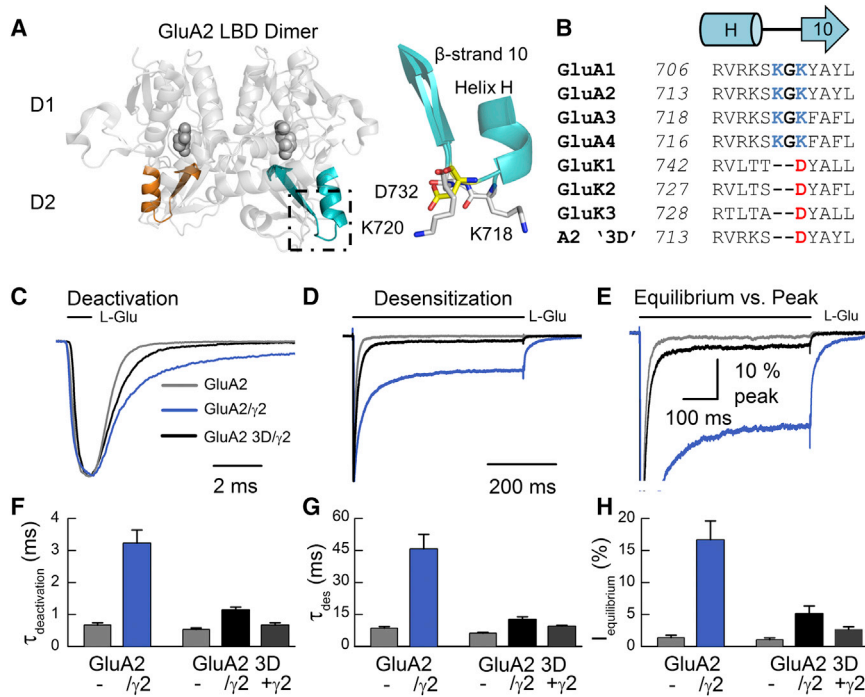 A
GluA2 LBD Dimer
D1
D2
β-strand 10
Helix H
D732
K720
K718
B
H
10
GluA1 706 RVRKSKGKYAYL
GluA2 713 RVRKSKGKYAYL
GluA3 718 RVRKSKGKFAFL
GluA4 716 RVRKSKGKFAFL
GluK1 742 RVLTT--DYALL
GluK2 727 RVLTS--DYALL
GluK3 728 RTLTA--DYALL
A2 '3D' 713 RVRKS--DYAYL
C
Deactivation
L-Glu
GluA2
GluA2/γ2
GluA2 3D/γ2
2 ms
D
Desensitization
L-Glu
200 ms
E
Equilibrium vs. Peak
L-Glu
10 %
peak
100 ms
F
τdeactivation (ms)
4
3
2
1
0
GluA2
GluA2 3D
- /γ2 - /γ2 +γ2
G
τdes (ms)
60
45
30
15
0
GluA2
GluA2 3D
- /γ2 - /γ2 +γ2
H
Iequilibrium (%)
20
15
10
5
0
GluA2
GluA2 3D
- /γ2 - /γ2 +γ2